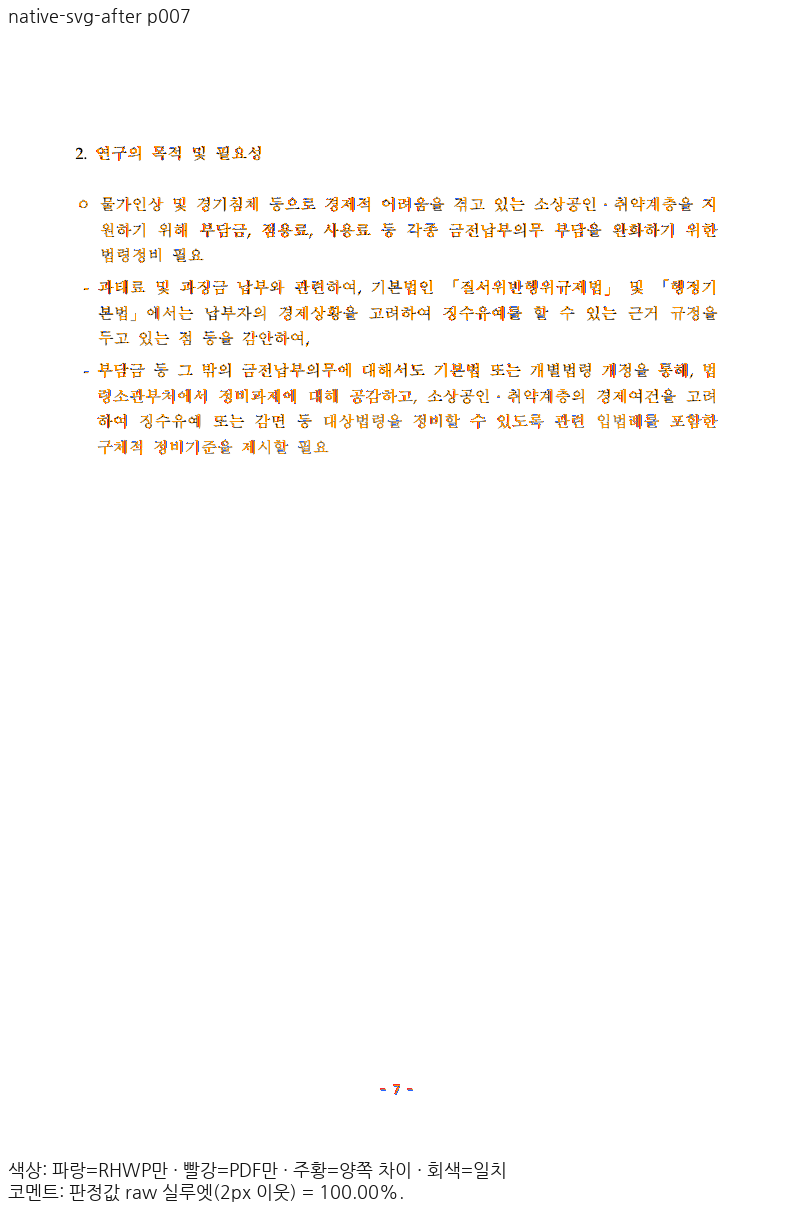 native-svg-after p007
2. 연구의 목적 및 필요성
○ 물가인상 및 경기침체 등으로 경제적 어려움을 겪고 있는 소상공인·취약계층을 지
원하기 위해 부담금, 점용료, 사용료 등 각종 금전납부의무 부담을 완화하기 위한
법령정비 필요
- 과태료 및 과징금 납부와 관련하여, 기본법인 「질서위반행위규제법」 및 「행정기
본법」에서는 납부자의 경제상황을 고려하여 징수유예를 할 수 있는 근거 규정을
두고 있는 점 등을 감안하여,
- 부담금 등 그 밖의 금전납부의무에 대해서도 기본법 또는 개별법령 개정을 통해, 법
령소관부처에서 정비과제에 대해 공감하고, 소상공인·취약계층의 경제여건을 고려
하여 징수유예 또는 감면 등 대상법령을 정비할 수 있도록 관련 입법례를 포함한
구체적 정비기준을 제시할 필요
- 7 -
색상: 파랑=RHWP만 · 빨강=PDF만 · 주황=양쪽 차이 · 회색=일치
코멘트: 판정값 raw 실루엣(2px 이웃) = 100.00%.